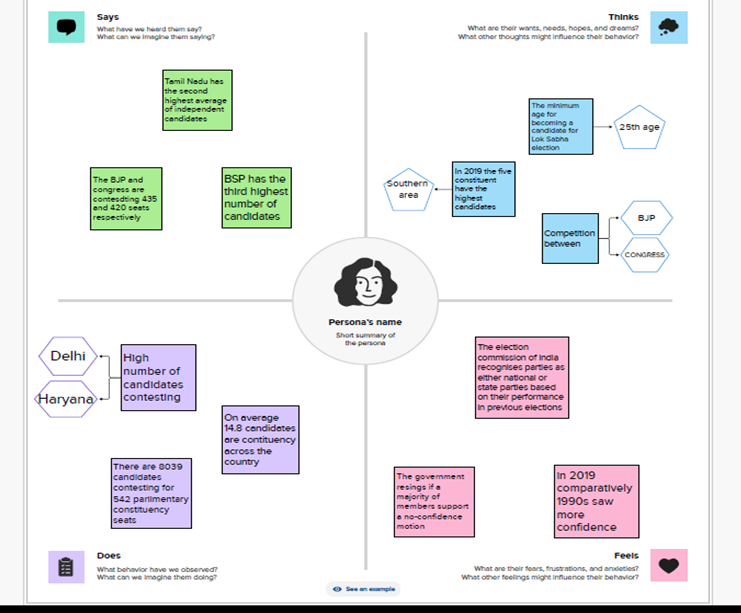 Says
What have we heard them say?
What can we imagine them saying?
Thinks
What are their wants, needs, hopes, and dreams?
What other thoughts might influence their behavior?
Tamil Nadu has
the second
highest average
of independent
candidates
The BJP and
congress are
contesdting 435
and 420 seats
respectively
BSP has the
third highest
number of
candidates
The minimum
age for
becoming a
candidate for
Lok Sabha
election
25th age
Southern
area
In 2019 the five
constituent
have the
highest
candidates
Competition
between
BJP
CONGRESS
Persona's name
Short summary of
the persona
Delhi
Haryana
High
number of
candidates
contesting
On average
14.8 candidates
are contituency
across the
country
There are 8039
candidates
contesting for
542 parlimentary
constituency
seats
The election
commission of india
recognises parties as
either national or
state parties based
on their performance
in previous elections
The government
resings if a
majority of
members support
a no-confidence
motion
In 2019
comparatively
1990s saw
more
confidence
Does
What behavior have we observed?
What can we imagine them doing?
Feels
What are their fears, frustrations, and anxieties?
What other feelings might influence their behavior?
See an example